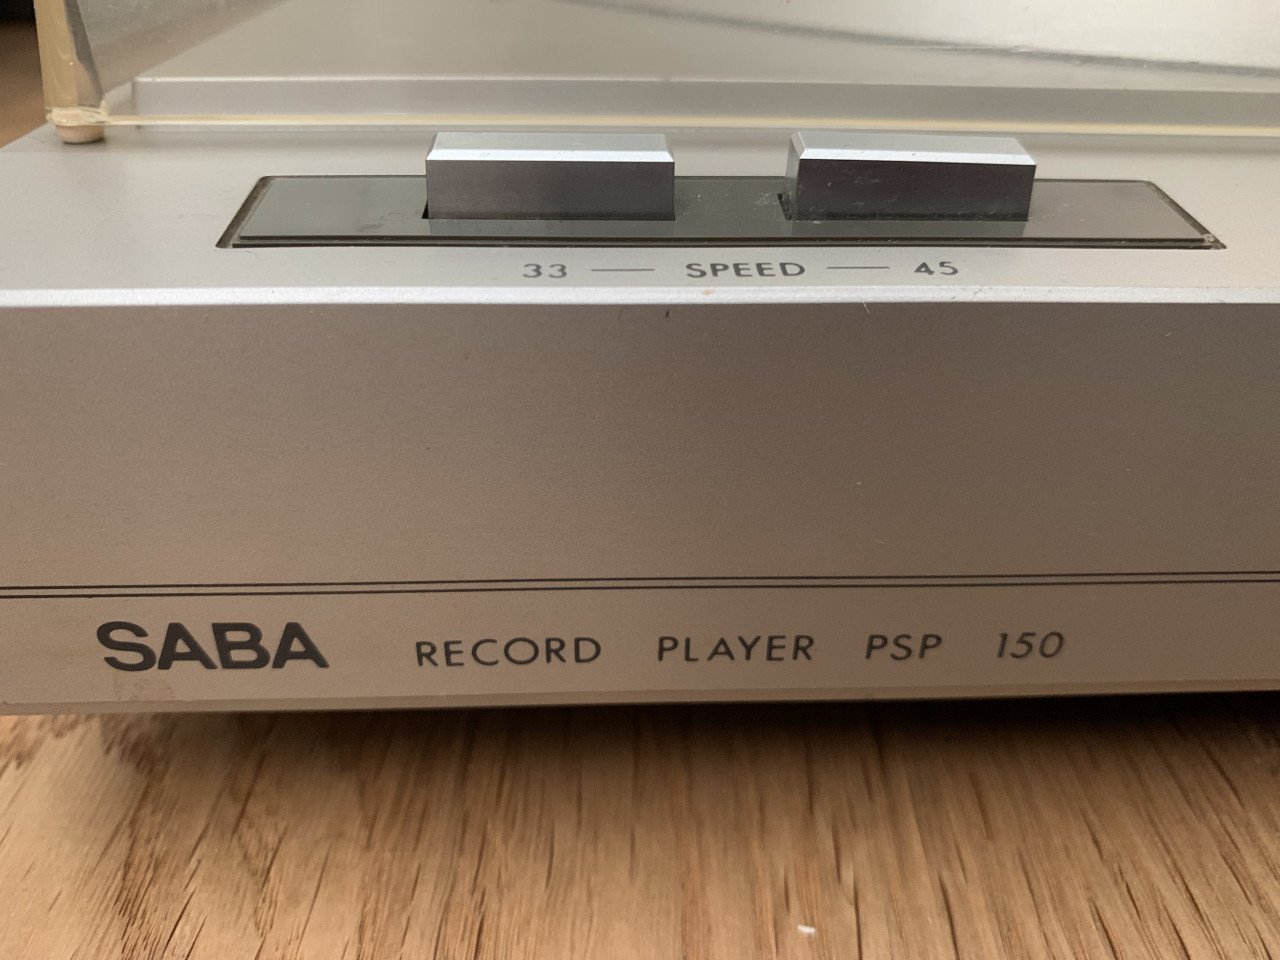 33 — SPEED — 45
SABA RECORD PLAYER PSP 150